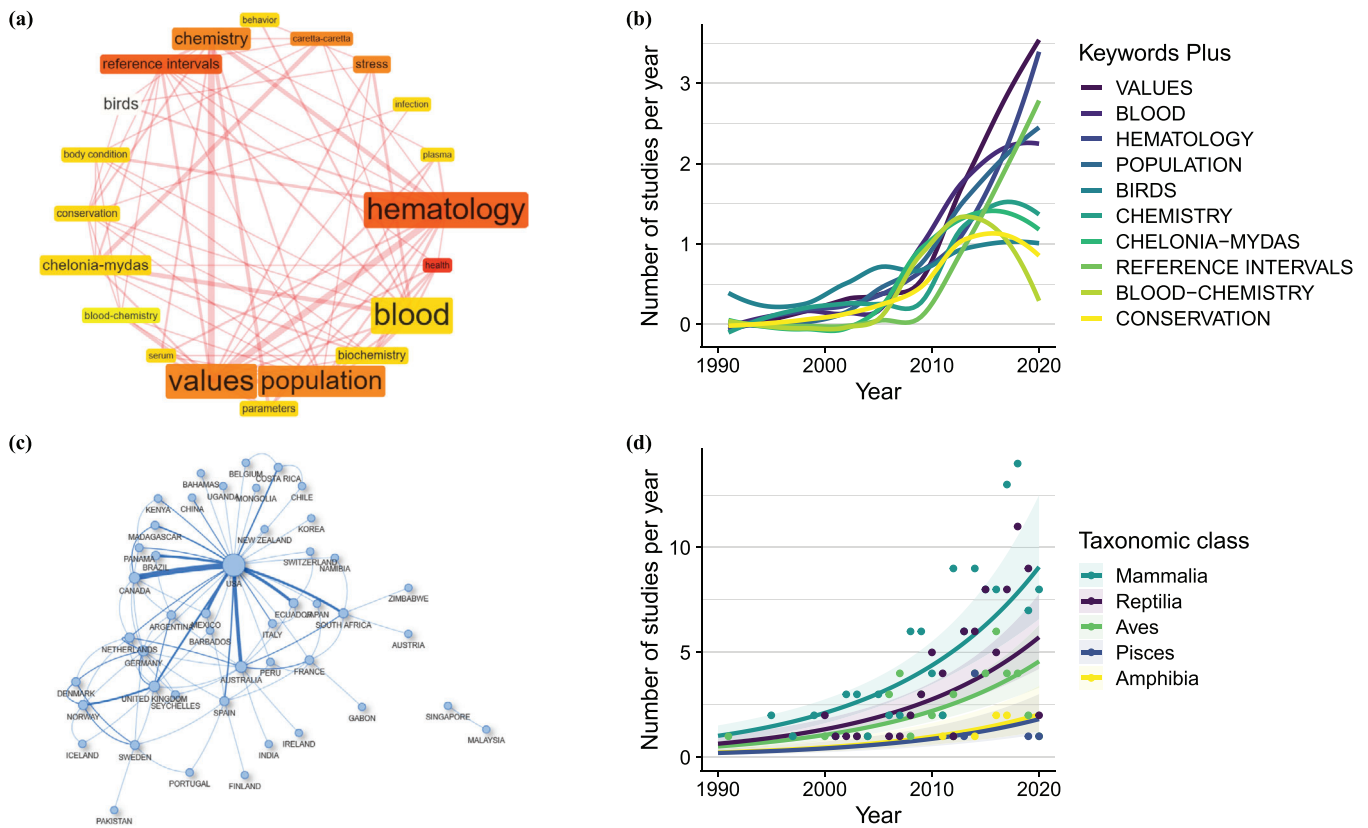 (a)
behavior
chemistry
caretta-caretta
reference intervals
stress
birds
infection
body condition
plasma
hematology
conservation
chelonia-mydas
health
blood
blood-chemistry
serum
biochemistry
values
population
parameters
(b)
Number of studies per year
3
2
1
0
1990
2000
2010
2020
Year
Keywords Plus
VALUES
BLOOD
HEMATOLOGY
POPULATION
BIRDS
CHEMISTRY
CHELONIA−MYDAS
REFERENCE INTERVALS
BLOOD−CHEMISTRY
CONSERVATION
(c)
BELGIUM
COSTA RICA
BAHAMAS
UGANDA
MONGOLIA
CHILE
KENYA
CHINA
KOREA
MADAGASCAR
NEW ZEALAND
PANAMA
BRAZIL
SWITZERLAND
NAMIBIA
CANADA
USA
ZIMBABWE
ECUADOR
JAPAN
SOUTH AFRICA
ARGENTINA
MEXICO
BARBADOS
ITALY
AUSTRIA
NETHERLANDS
GERMANY
AUSTRALIA
PERU
FRANCE
DENMARK
UNITED KINGDOM
SEYCHELLES
NORWAY
SPAIN
GABON
SINGAPORE
MALAYSIA
ICELAND
SWEDEN
INDIA
IRELAND
PORTUGAL
FINLAND
PAKISTAN
(d)
Number of studies per year
10
5
0
1990
2000
2010
2020
Year
Taxonomic class
Mammalia
Reptilia
Aves
Pisces
Amphibia